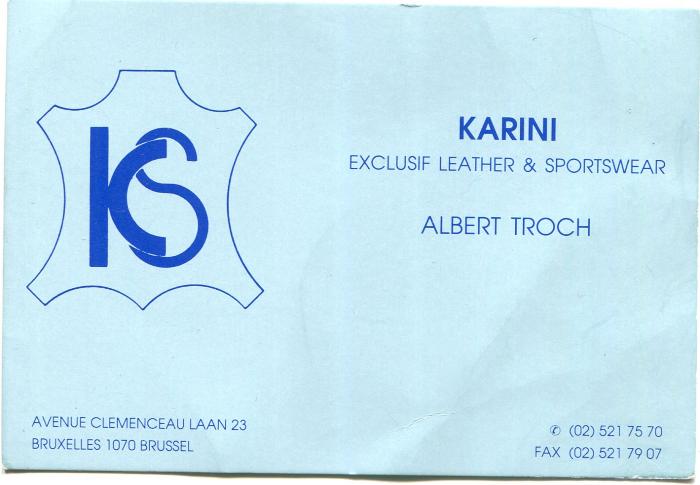 KS
KARINI
EXCLUSIF LEATHER & SPORTSWEAR
ALBERT TROCH
AVENUE CLEMENCEAU LAAN 23
BRUXELLES 1070 BRUSSEL
✆ (02) 521 75 70
FAX (02) 521 79 07